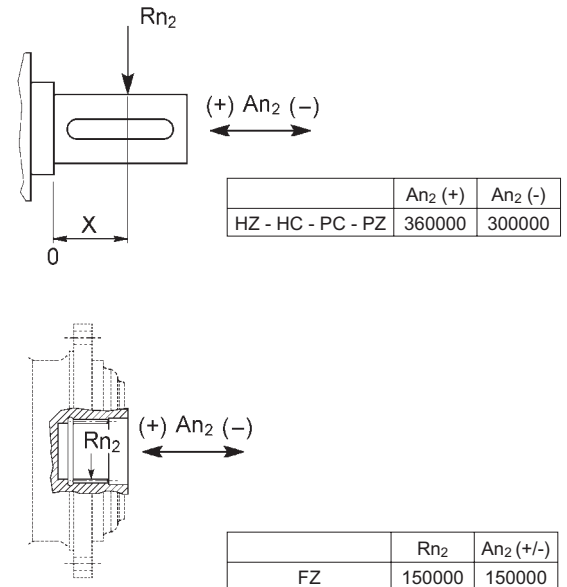 Rn2
(+) An2 (–)
X
0
An2 (+) An2 (-)
HZ - HC - PC - PZ 360000 300000
Rn2
(+) An2 (–)
Rn2 An2 (+/-)
FZ 150000 150000